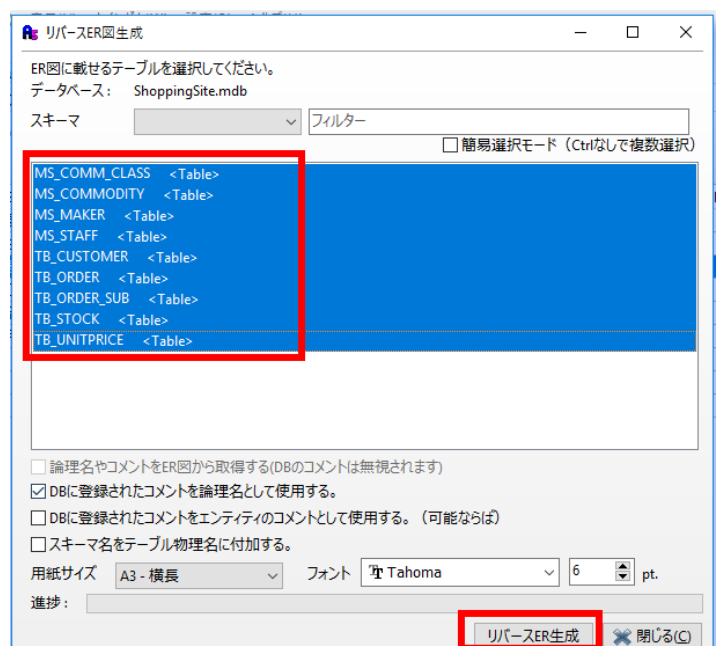 リバースER図生成
ER図に載せるテーブルを選択してください。
データベース： ShoppingSite.mdb
スキーマ フィルター
簡易選択モード（Ctrlなしで複数選択）
MS_COMM_CLASS <Table>
MS_COMMODITY <Table>
MS_MAKER <Table>
MS_STAFF <Table>
TB_CUSTOMER <Table>
TB_ORDER <Table>
TB_ORDER_SUB <Table>
TB_STOCK <Table>
TB_UNITPRICE <Table>
論理名やコメントをER図から取得する(DBのコメントは無視されます)
DBに登録されたコメントを論理名として使用する。
DBに登録されたコメントをエンティティのコメントとして使用する。（可能ならば）
スキーマ名をテーブル物理名に付加する。
用紙サイズ A3 - 横長 フォント Tahoma 6 pt.
進捗：
リバースER生成 閉じる(C)